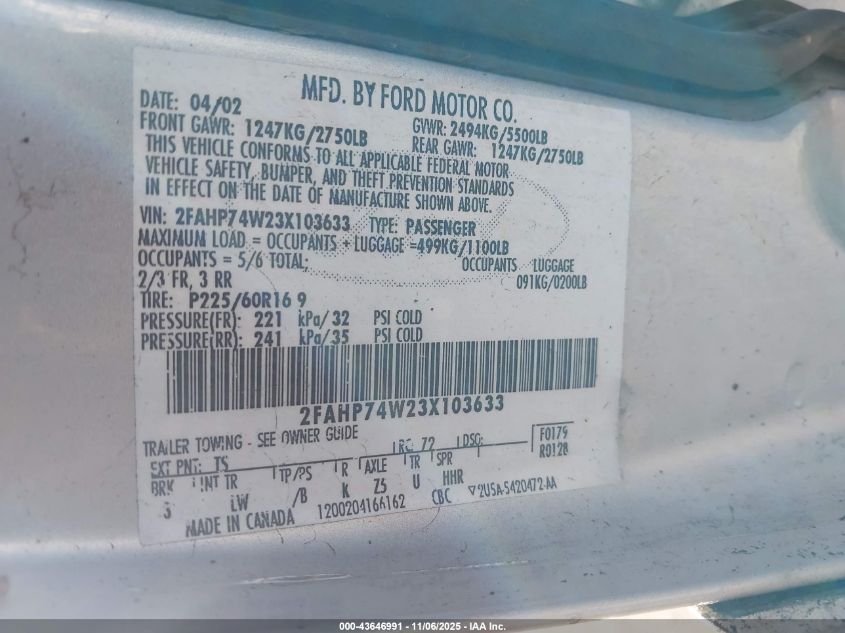 MFD. BY FORD MOTOR CO.
DATE: 04/02 GVWR: 2494KG/5500LB
FRONT GAWR: 1247KG/2750LB REAR GAWR: 1247KG/2750LB
THIS VEHICLE CONFORMS TO ALL APPLICABLE FEDERAL MOTOR
VEHICLE SAFETY, BUMPER, AND THEFT PREVENTION STANDARDS
IN EFFECT ON THE DATE OF MANUFACTURE SHOWN ABOVE.
VIN: 2FAHP74W23X103633 TYPE: PASSENGER
MAXIMUM LOAD = OCCUPANTS + LUGGAGE =499KG/1100LB
OCCUPANTS = 5/6 TOTAL; OCCUPANTS LUGGAGE
2/3 FR, 3 RR 091KG/0200LB
TIRE: P225/60R16 9
PRESSURE(FR): 221 kPa/32 PSI COLD
PRESSURE(RR): 241 kPa/35 PSI COLD
2FAHP74W23X103633
TRAILER TOWING - SEE OWNER GUIDE RC: 72 DSO: F0179
EXT PNT: TS R0128
BRK INT TR TP/PS R AXLE TR SPR
3 LW /B K Z5 U HHR
MADE IN CANADA 1200204166162 CBC ▽2USA-5420472-AA
000-43646991 - 11/06/2025 - IAA Inc.